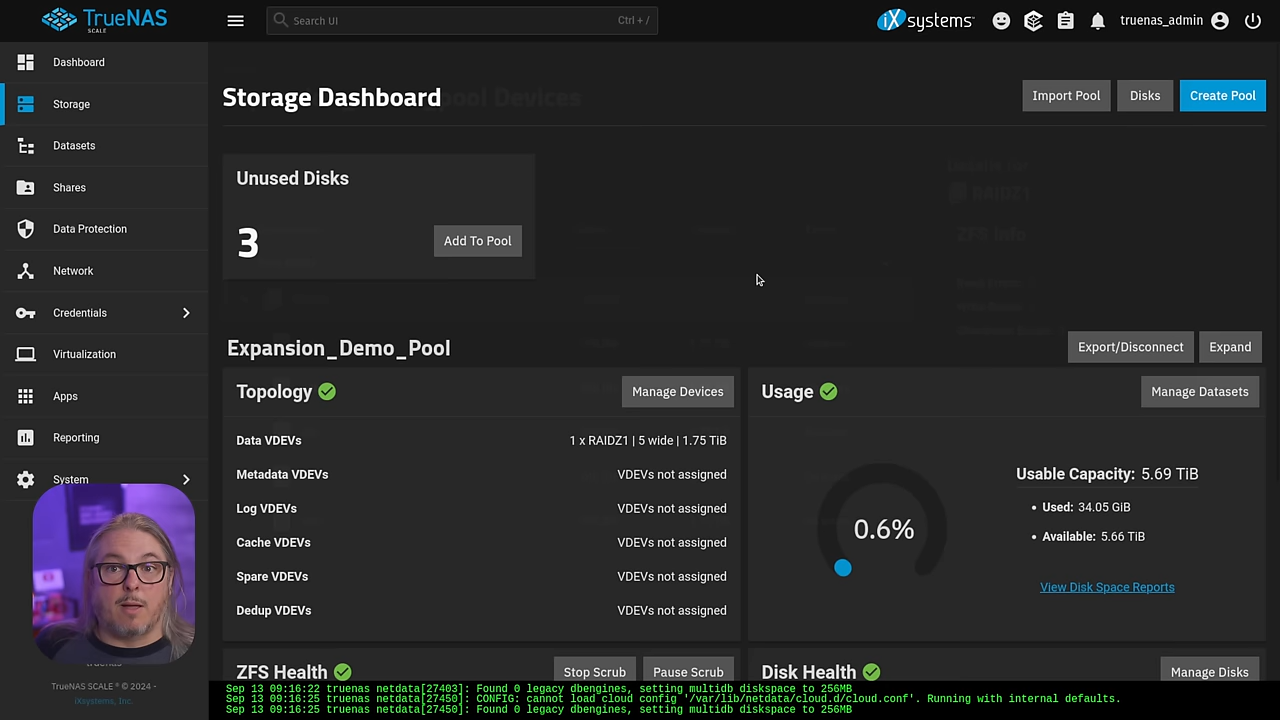 TrueNAS
SCALE
Search UI
Ctrl + /
iXsystems
truenas_admin
Dashboard
Storage
Datasets
Shares
Data Protection
Network
Credentials
Virtualization
Apps
Reporting
System
truenas
TrueNAS SCALE ® © 2024 -
iXsystems, Inc.
Storage Dashboard
pool Devices
Import Pool
Disks
Create Pool
Unused Disks
3
Add To Pool
RAIDZ1
ZFS Info
Expansion_Demo_Pool
Export/Disconnect
Expand
Topology
Manage Devices
Data VDEVs
1 x RAIDZ1 | 5 wide | 1.75 TiB
Metadata VDEVs
VDEVs not assigned
Log VDEVs
VDEVs not assigned
Cache VDEVs
VDEVs not assigned
Spare VDEVs
VDEVs not assigned
Dedup VDEVs
VDEVs not assigned
Usage
Manage Datasets
0.6%
Usable Capacity: 5.69 TiB
• Used: 34.05 GiB
• Available: 5.66 TiB
View Disk Space Reports
ZFS Health
Stop Scrub
Pause Scrub
Disk Health
Manage Disks
Sep 13 09:16:22 truenas netdata[27403]: Found 0 legacy dbengines, setting multidb diskspace to 256MB
Sep 13 09:16:25 truenas netdata[27450]: CONFIG: cannot load cloud config '/var/lib/netdata/cloud.d/cloud.conf'. Running with internal defaults.
Sep 13 09:16:25 truenas netdata[27450]: Found 0 legacy dbengines, setting multidb diskspace to 256MB